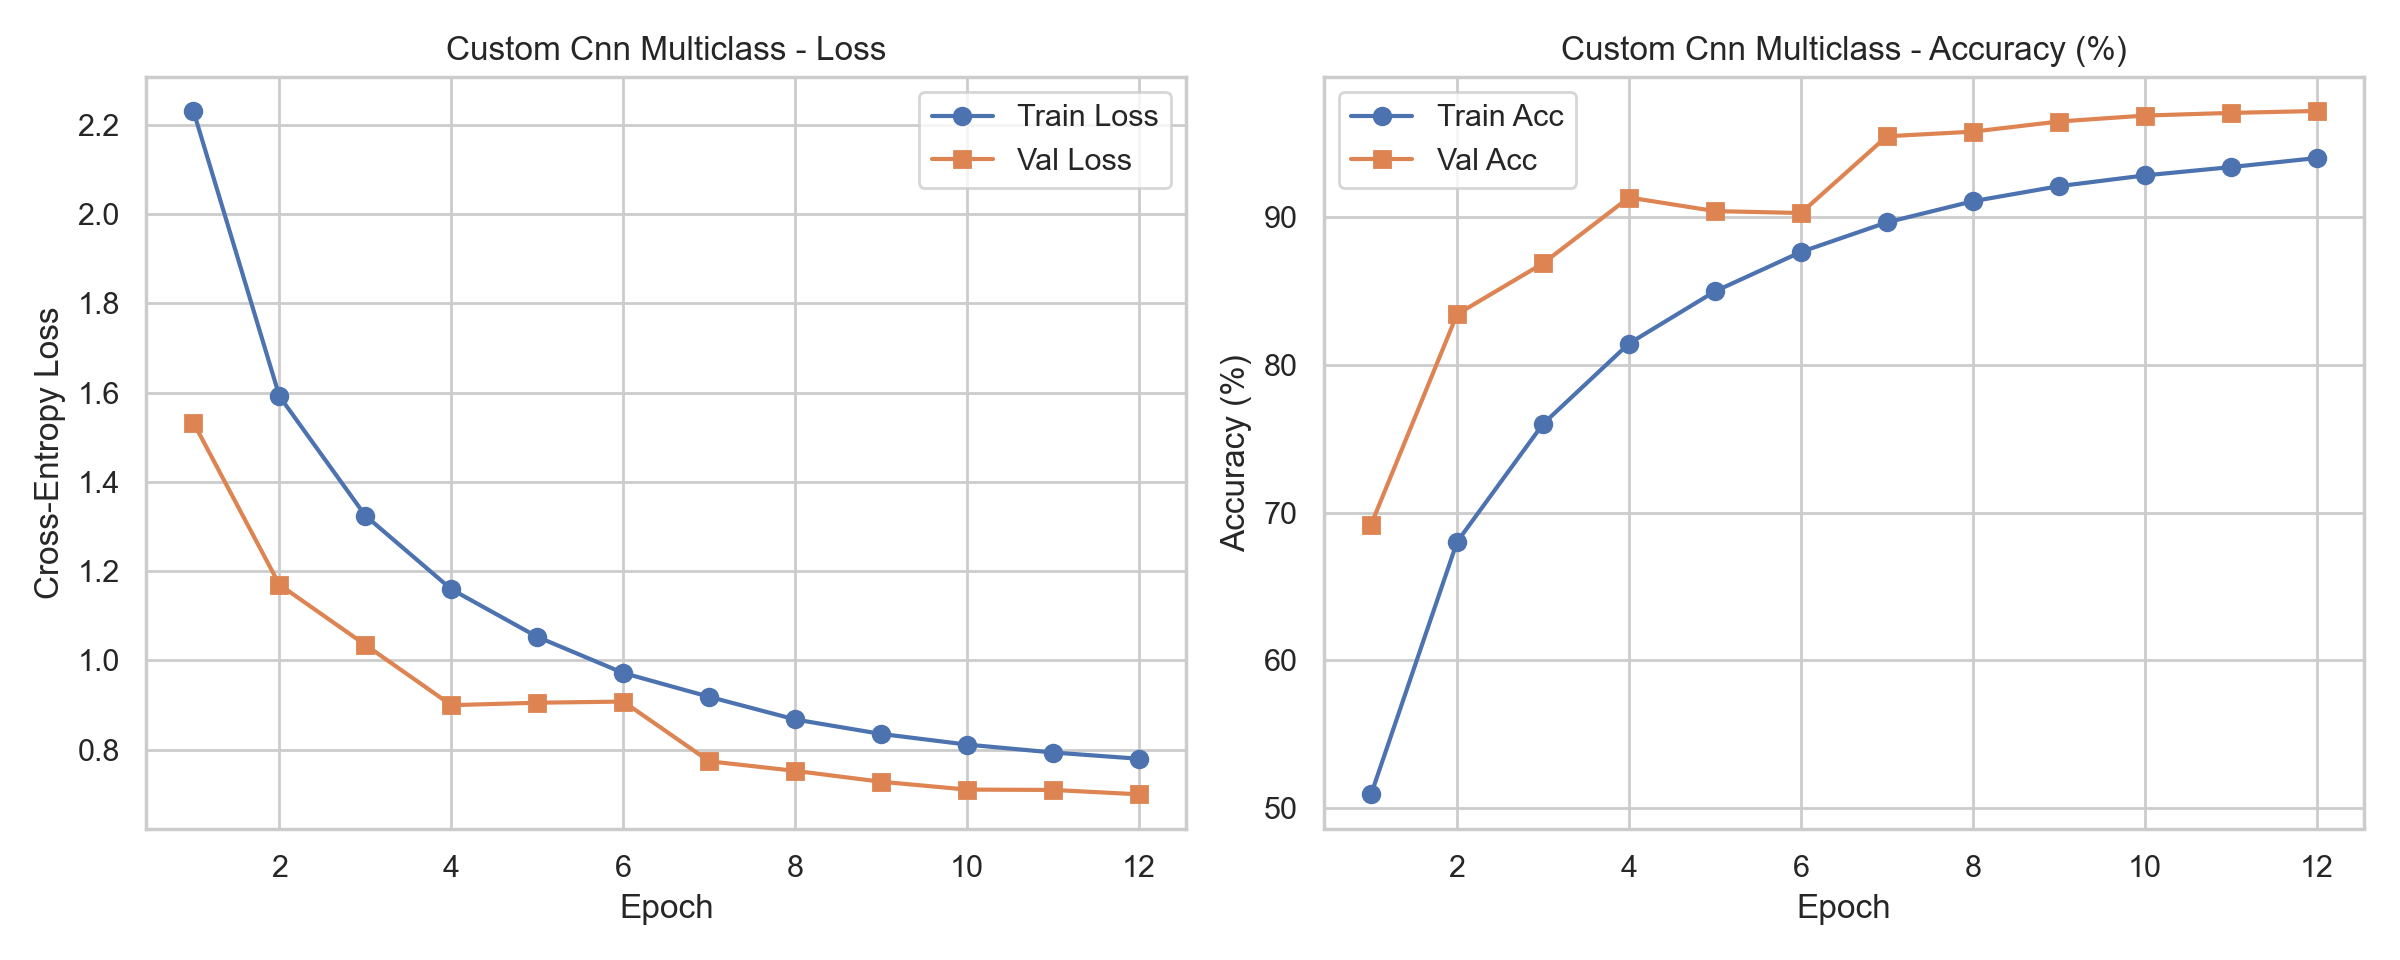 Custom Cnn Multiclass - Loss
Train Loss
Val Loss
2.2
2.0
1.8
1.6
1.4
1.2
1.0
0.8
Cross-Entropy Loss
2 4 6 8 10 12
Epoch
Custom Cnn Multiclass - Accuracy (%)
Train Acc
Val Acc
90
80
70
60
50
Accuracy (%)
2 4 6 8 10 12
Epoch